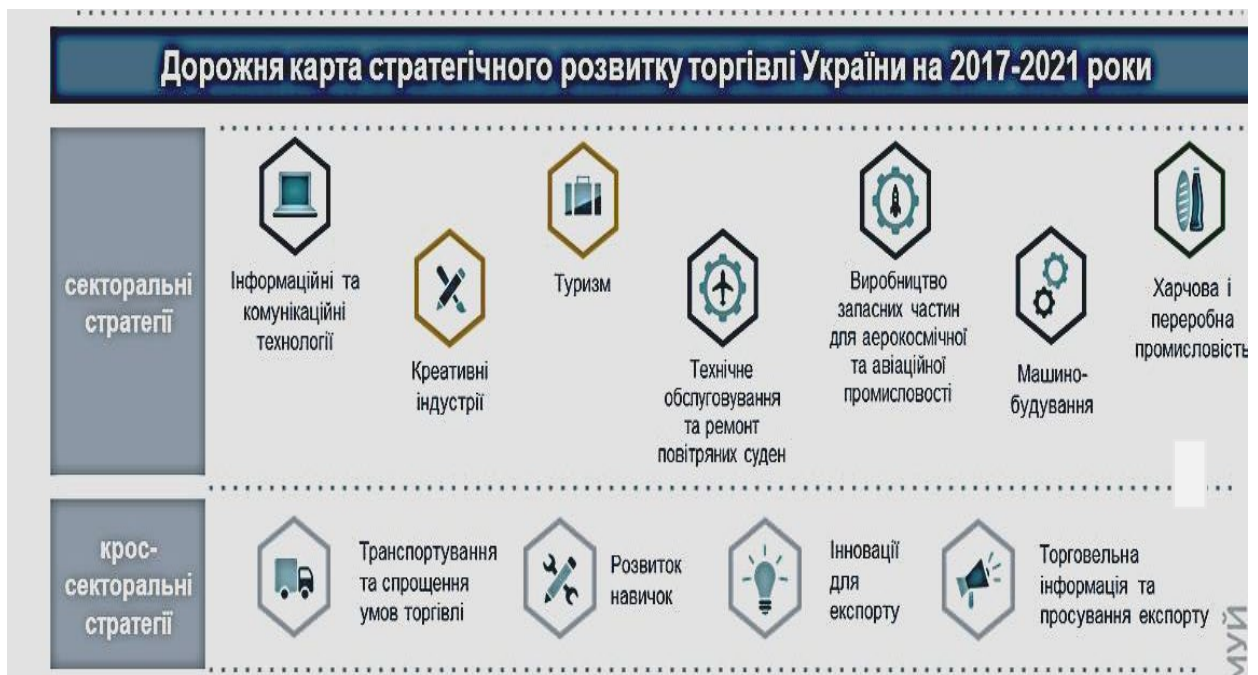 Дорожня карта стратегічного розвитку торгівлі України на 2017-2021 роки
секторальні
стратегії
Інформаційні та
комунікаційні
технології
Креативні
індустрії
Туризм
Технічне
обслуговування
та ремонт
повітряних суден
Виробництво
запасних частин
для аерокосмічної
та авіаційної
промисловості
Машино-
будування
Харчова і
переробна
промисловість
крос-
секторальні
стратегії
Транспортування
та спрощення
умов торгівлі
Розвиток
навичок
Інновації
для
експорту
Торговельна
інформація та
просування експорту